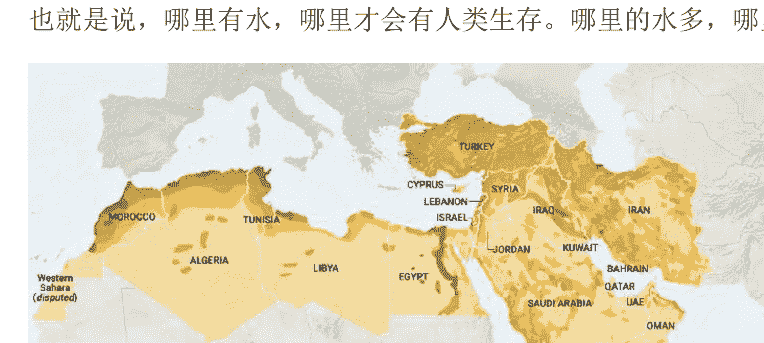 也就是说，哪里有水，哪里才会有人类生存。哪里的水多，哪
TURKEY
CYPRUS
SYRIA
LEBANON
ISRAEL
IRAQ
IRAN
MOROCCO
TUNISIA
JORDAN
KUWAIT
ALGERIA
LIBYA
EGYPT
BAHRAIN
Western
Sahara
(disputed)
QATAR
SAUDI ARABIA
UAE
OMAN